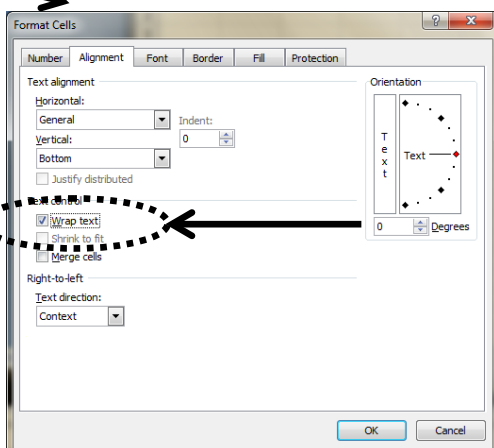 Format Cells
Number Alignment Font Border Fill Protection
Text alignment
Horizontal:
General
Indent:
0
Vertical:
Bottom
Justify distributed
Text control
Wrap text
Shrink to fit
Merge cells
Right-to-left
Text direction:
Context
Orientation
Text
Text
0 Degrees
OK Cancel